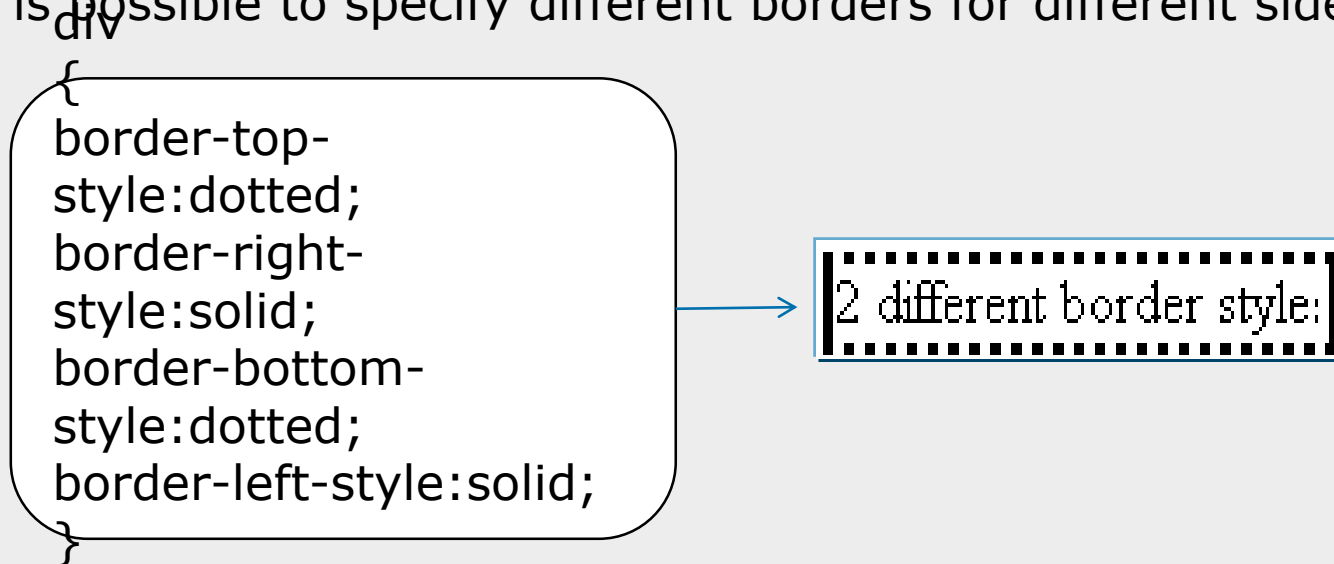 is possible to specify different borders for different side
div
{
border-top-
style:dotted;
border-right-
style:solid;
border-bottom-
style:dotted;
border-left-style:solid;
}
2 different border style: